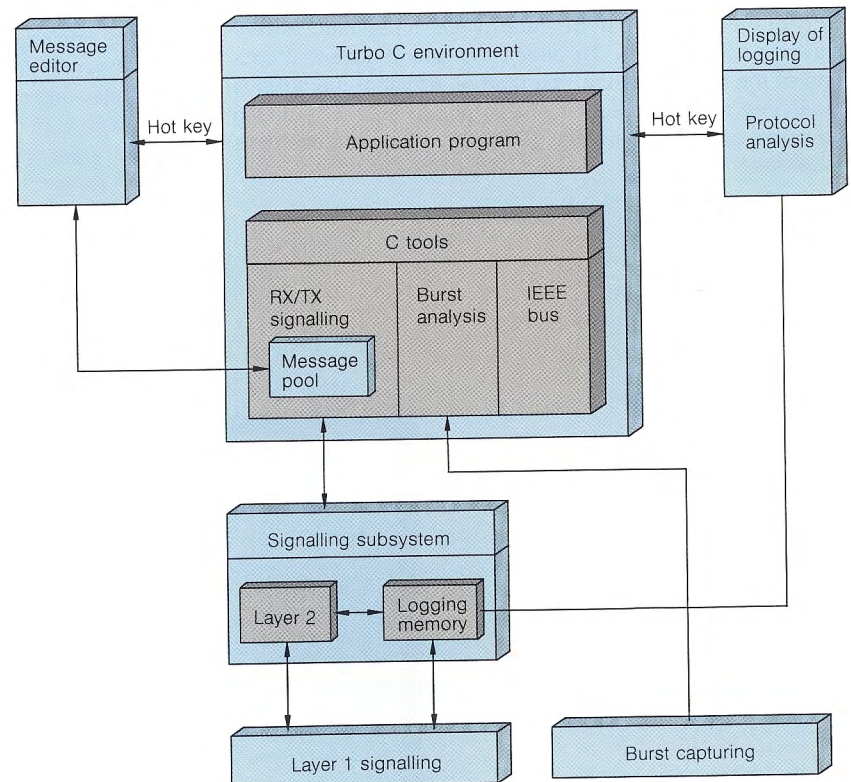 Message
editor
Turbo C environment
Display of
logging
Hot key
Hot key
Application program
Protocol
analysis
C tools
RX/TX
signalling
Burst
analysis
IEEE
bus
Message
pool
Signalling subsystem
Layer 2
Logging
memory
Layer 1 signalling
Burst capturing